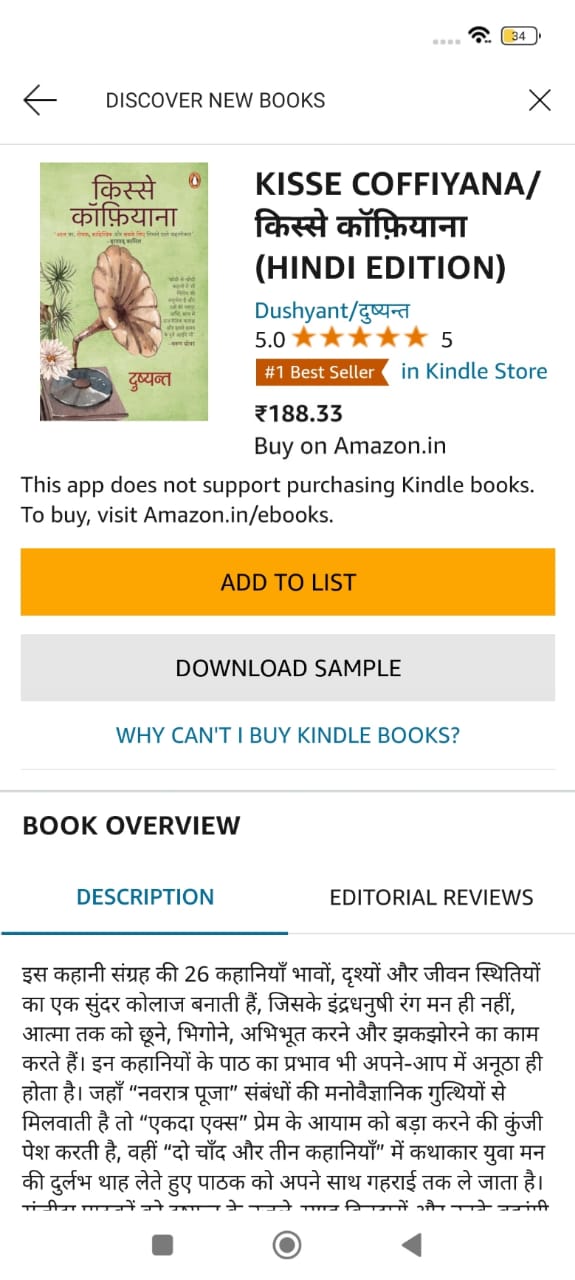 34
DISCOVER NEW BOOKS
किस्से
कॉफ़ियाना
दुष्यन्त
KISSE COFFIYANA/
किस्से कॉफ़ियाना
(HINDI EDITION)
Dushyant/दुष्यन्त
5.0 5
#1 Best Seller in Kindle Store
₹188.33
Buy on Amazon.in
This app does not support purchasing Kindle books.
To buy, visit Amazon.in/ebooks.
ADD TO LIST
DOWNLOAD SAMPLE
WHY CAN'T I BUY KINDLE BOOKS?
BOOK OVERVIEW
DESCRIPTION EDITORIAL REVIEWS
इस कहानी संग्रह की 26 कहानियाँ भावों, दृश्यों और जीवन स्थितियों
का एक सुंदर कोलाज बनाती हैं, जिसके इंद्रधनुषी रंग मन ही नहीं,
आत्मा तक को छूने, भिगोने, अभिभूत करने और झकझोरने का काम
करते हैं। इन कहानियों के पाठ का प्रभाव भी अपने-आप में अनूठा ही
होता है। जहाँ “नवरात्र पूजा” संबंधों की मनोवैज्ञानिक गुत्थियों से
मिलवाती है तो “एकदा एक्स” प्रेम के आयाम को बड़ा करने की कुंजी
पेश करती है, वहीं “दो चाँद और तीन कहानियाँ” में कथाकार युवा मन
की दुर्लभ थाह लेते हुए पाठक को अपने साथ गहराई तक ले जाता है।